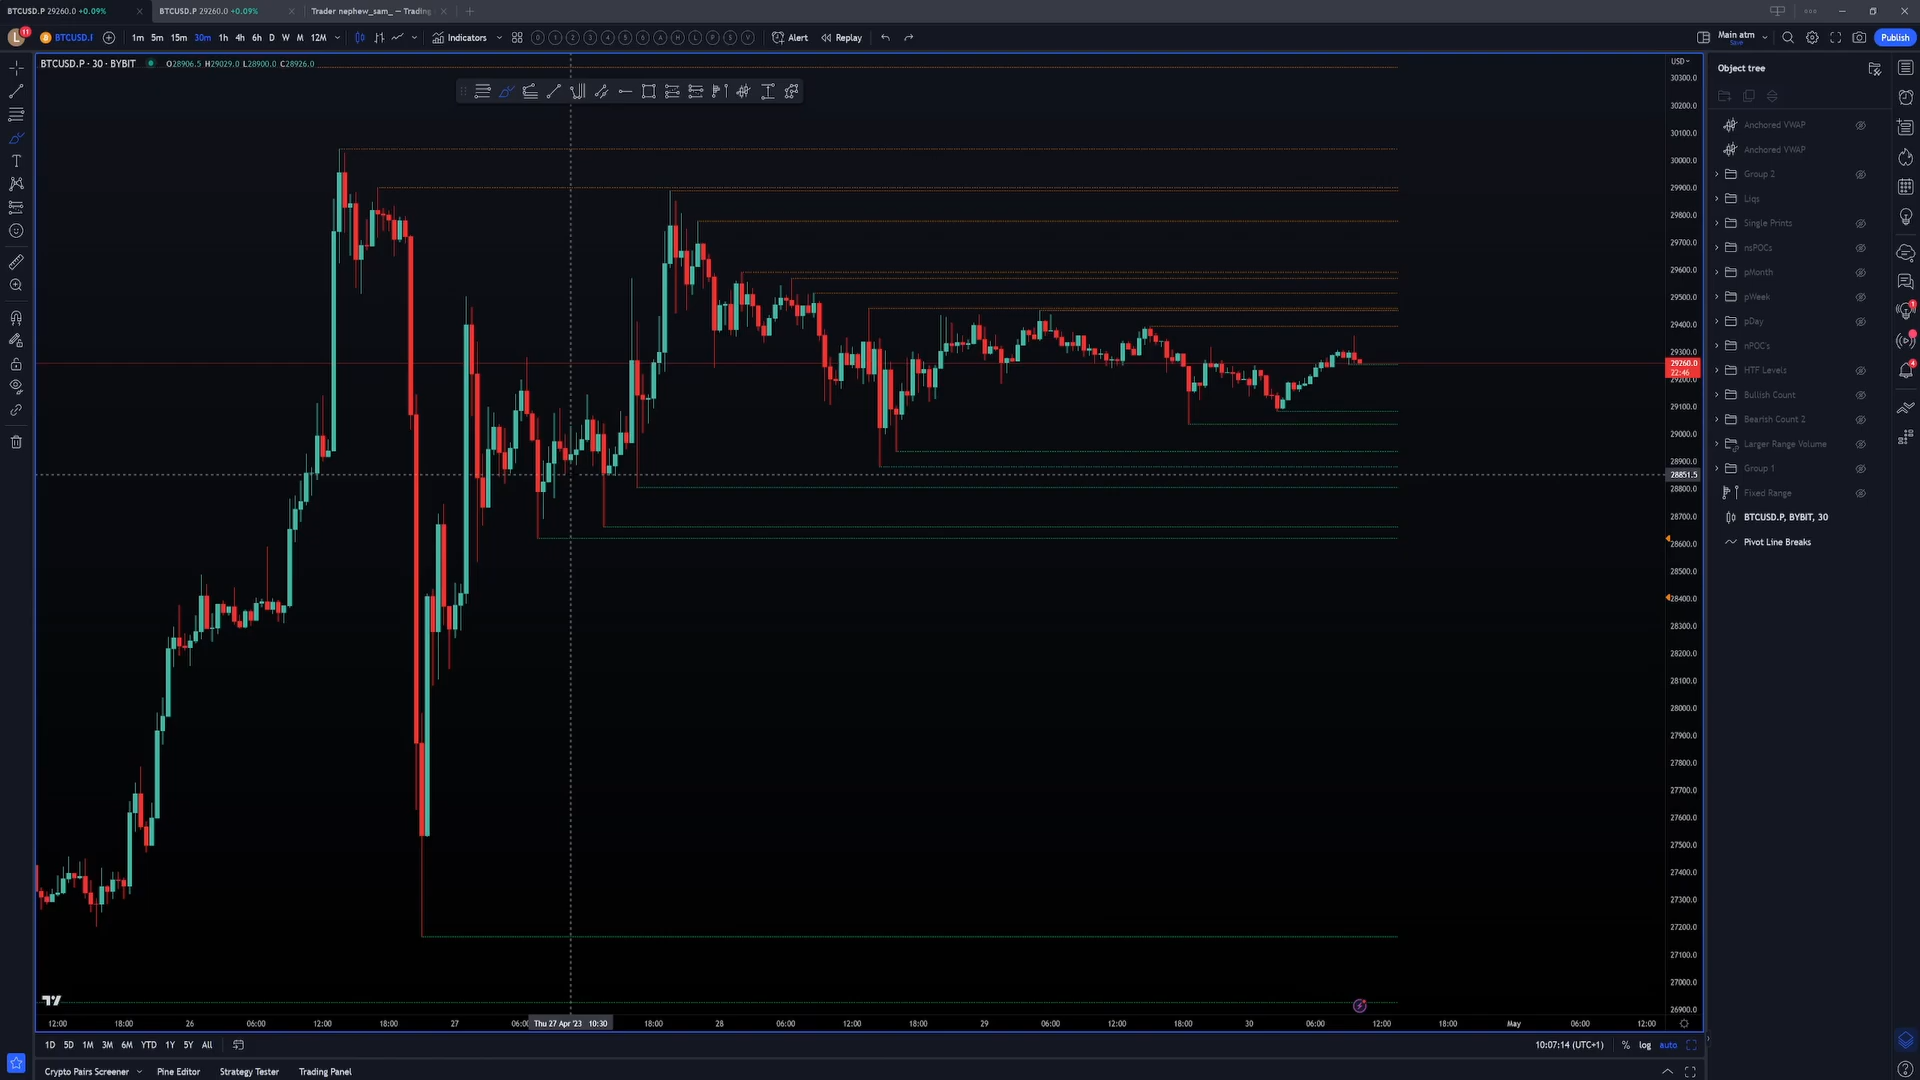 BTCUSD.P 29260.0 +0.09%
BTCUSD.P 29260.0 +0.09%
Trader nephew_sam_ — Trading
L 11 BTCUSD.P 1m 5m 15m 30m 1h 4h 6h D W M 12M Indicators Alert Replay Main atm Save Publish
BTCUSD.P · 30 · BYBIT O28906.5 H29029.0 L28900.0 C28926.0
USD
30300.0
30200.0
30100.0
30000.0
29900.0
29800.0
29700.0
29600.0
29500.0
29400.0
29300.0
29260.0
22:46
29200.0
29100.0
29000.0
28900.0
28851.5
28800.0
28700.0
28600.0
28500.0
28400.0
28300.0
28200.0
28100.0
28000.0
27900.0
27800.0
27700.0
27600.0
27500.0
27400.0
27300.0
27200.0
27100.0
27000.0
26900.0
Object tree
Anchored VWAP
Anchored VWAP
Group 2
Liqs
Single Prints
nsPOCs
pMonth
pWeek
pDay
nPOC's
HTF Levels
Bullish Count
Bearish Count 2
Larger Range Volume
Group 1
Fixed Range
BTCUSD.P, BYBIT, 30
Pivot Line Breaks
12:00 18:00 26 06:00 12:00 18:00 27 06:00 Thu 27 Apr '23 10:30 18:00 28 06:00 12:00 18:00 29 06:00 12:00 18:00 30 06:00 12:00 18:00 May 06:00 12:00
1D 5D 1M 3M 6M YTD 1Y 5Y All 10:07:14 (UTC+1) % log auto
Crypto Pairs Screener Pine Editor Strategy Tester Trading Panel